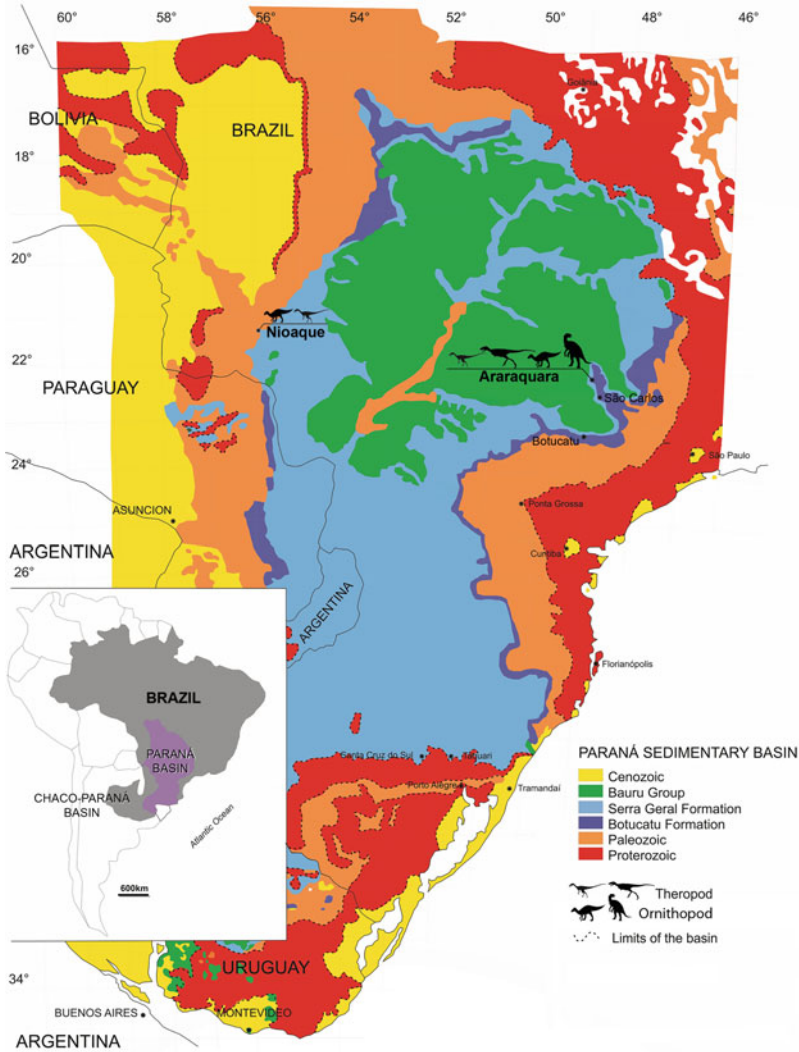 60° 58° 56° 54° 52° 50° 48° 46°
16°
Goiânia
BOLIVIA
BRAZIL
18°
20°
Nioaque
22°
Araraquara
PARAGUAY
São Carlos
Botucatu
24°
São Paulo
Ponta Grossa
ASUNCION
Curitiba
ARGENTINA
26°
ARGENTINA
Florianópolis
BRAZIL
PARANÁ
BASIN
CHACO-PARANÁ
BASIN
Atlantic Ocean
600km
Santa Cruz do Sul
Taquari
Porto Alegre
Tramandaí
PARANÁ SEDIMENTARY BASIN
Cenozoic
Bauru Group
Serra Geral Formation
Botucatu Formation
Paleozoic
Proterozoic
Theropod
Ornithopod
Limits of the basin
URUGUAY
34°
BUENOS AIRES
MONTEVIDEO
ARGENTINA